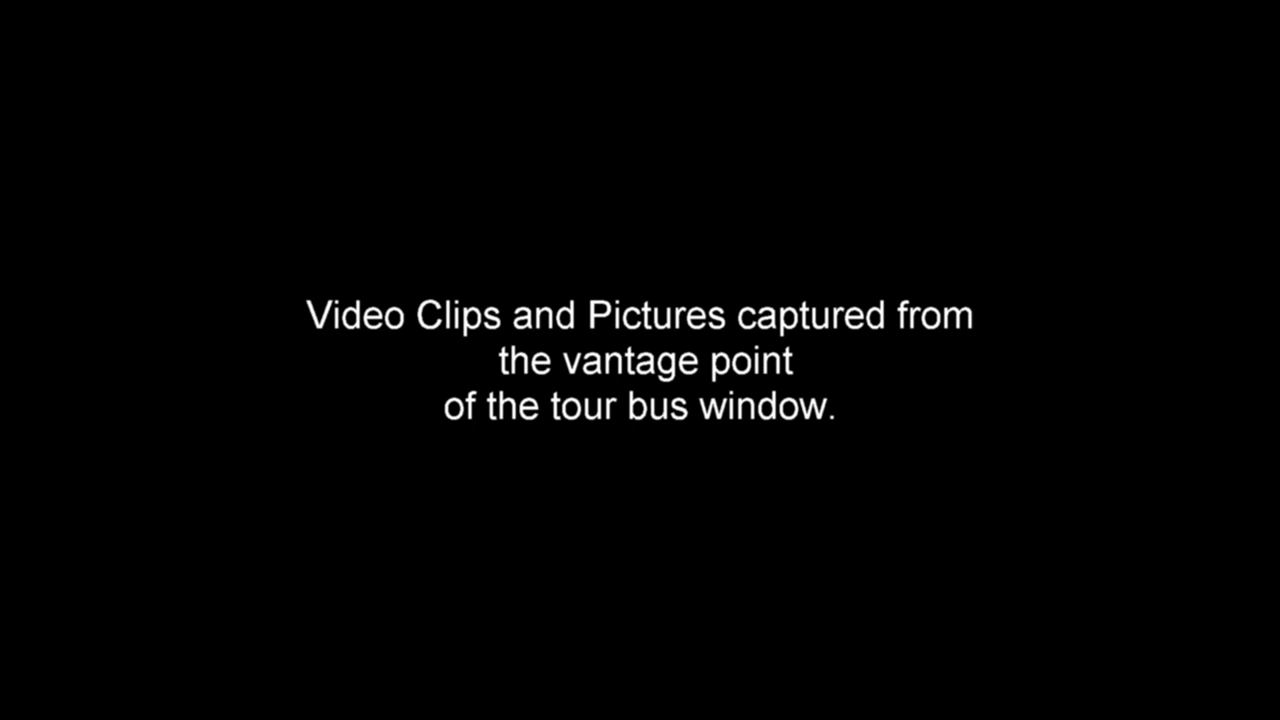 Video Clips and Pictures captured from
the vantage point
of the tour bus window.